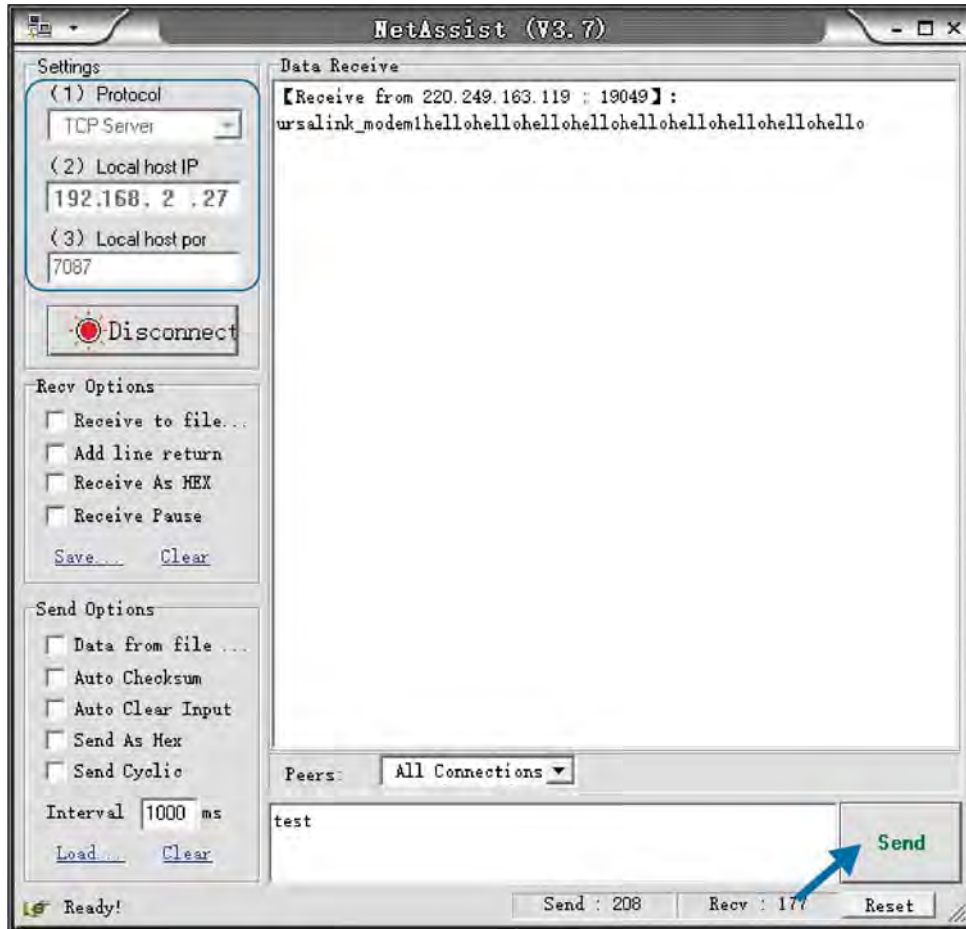 NetAssist (V3.7)
Settings
(1) Protocol
TCP Server
(2) Local host IP
192.168. 2 .27
(3) Local host por
7087
Disconnect
Recv Options
Receive to file...
Add line return
Receive As HEX
Receive Pause
Save... Clear
Send Options
Data from file ...
Auto Checksum
Auto Clear Input
Send As Hex
Send Cyclic
Interval 1000 ms
Load... Clear
Data Receive
【Receive from 220.249.163.119 : 19049】:
ursalink_modem1hellohellohellohellohellohellohellohellohello
Peers: All Connections
test
Send
Ready!
Send : 208 Recv : 177 Reset